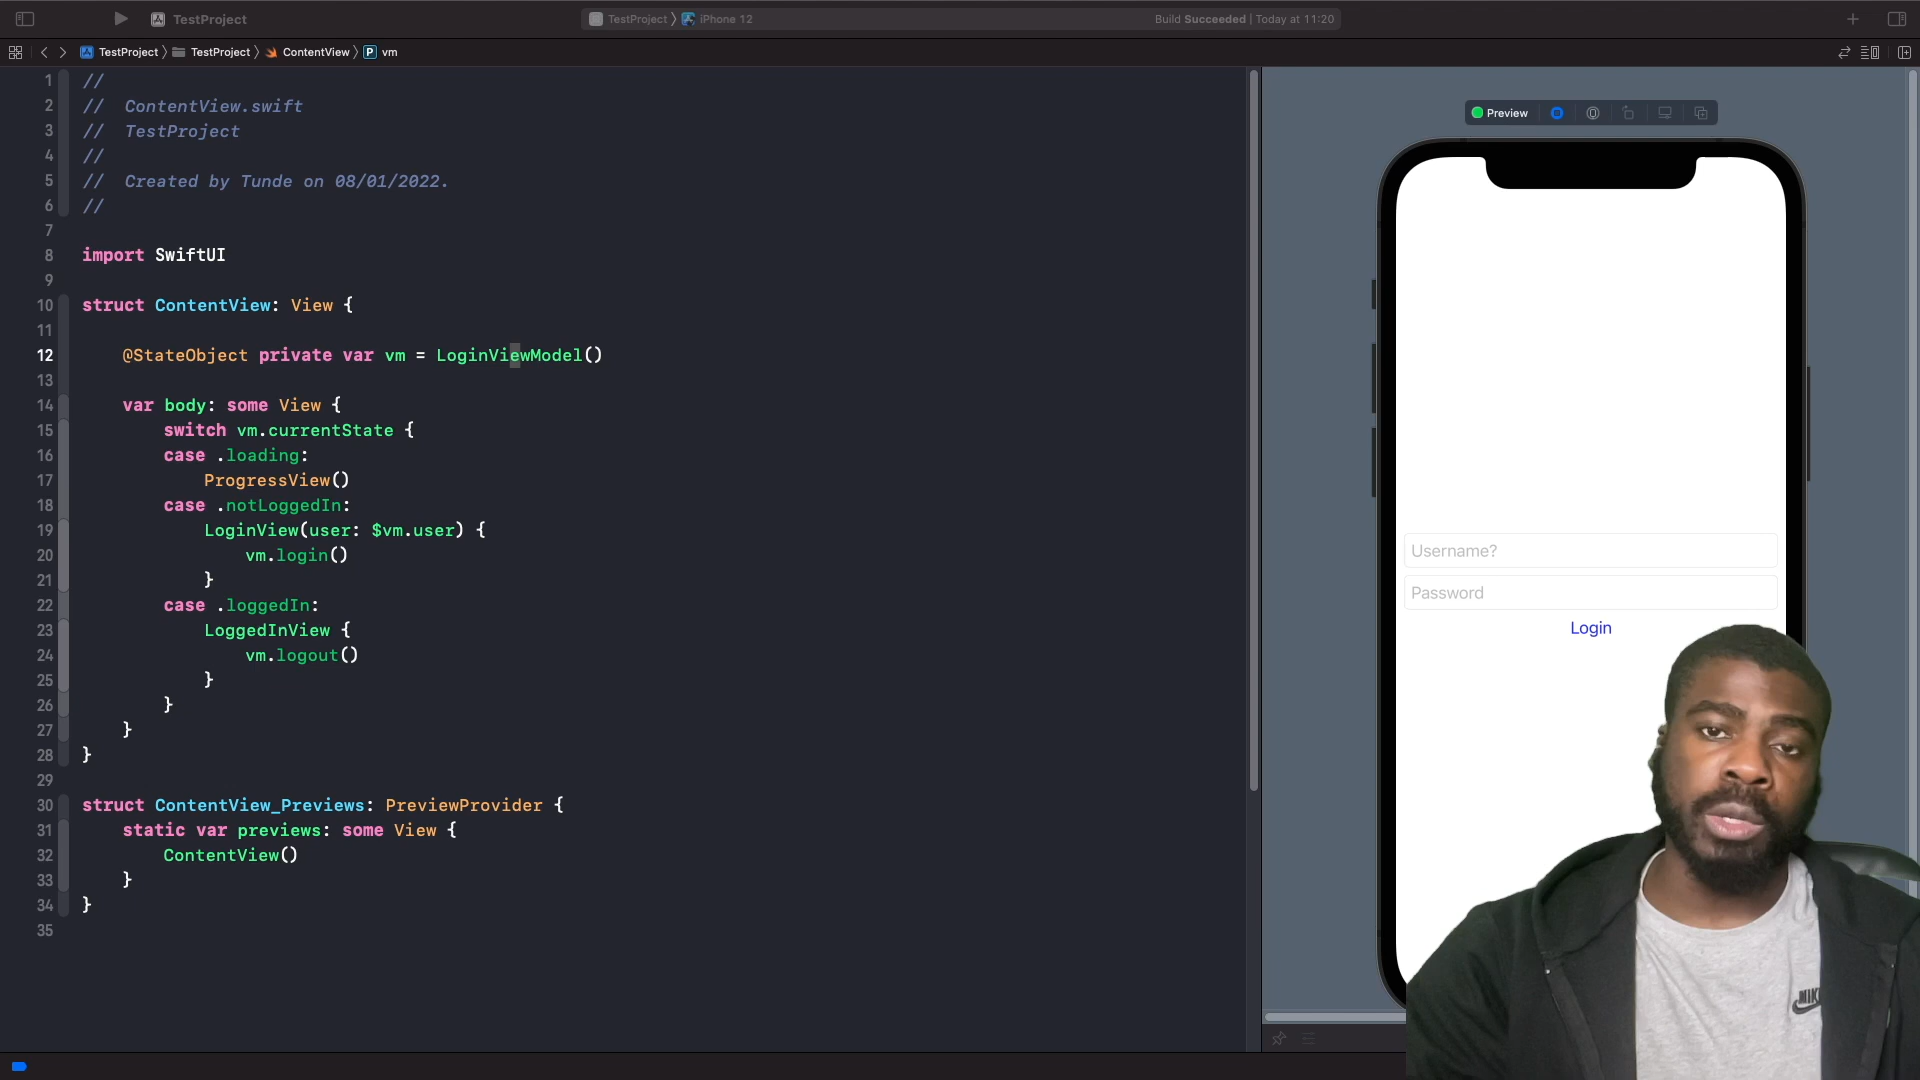 TestProject
TestProject 〉 iPhone 12
Build Succeeded | Today at 11:20
TestProject 〉 TestProject 〉 ContentView 〉 P vm
1 //
2 //  ContentView.swift
3 //  TestProject
4 //
5 //  Created by Tunde on 08/01/2022.
6 //
7
8 import SwiftUI
9
10 struct ContentView: View {
11
12     @StateObject private var vm = LoginViewModel()
13
14     var body: some View {
15         switch vm.currentState {
16         case .loading:
17             ProgressView()
18         case .notLoggedIn:
19             LoginView(user: $vm.user) {
20                 vm.login()
21             }
22         case .loggedIn:
23             LoggedInView {
24                 vm.logout()
25             }
26         }
27     }
28 }
29
30 struct ContentView_Previews: PreviewProvider {
31     static var previews: some View {
32         ContentView()
33     }
34 }
35
Preview
Username?
Password
Login
NIKE